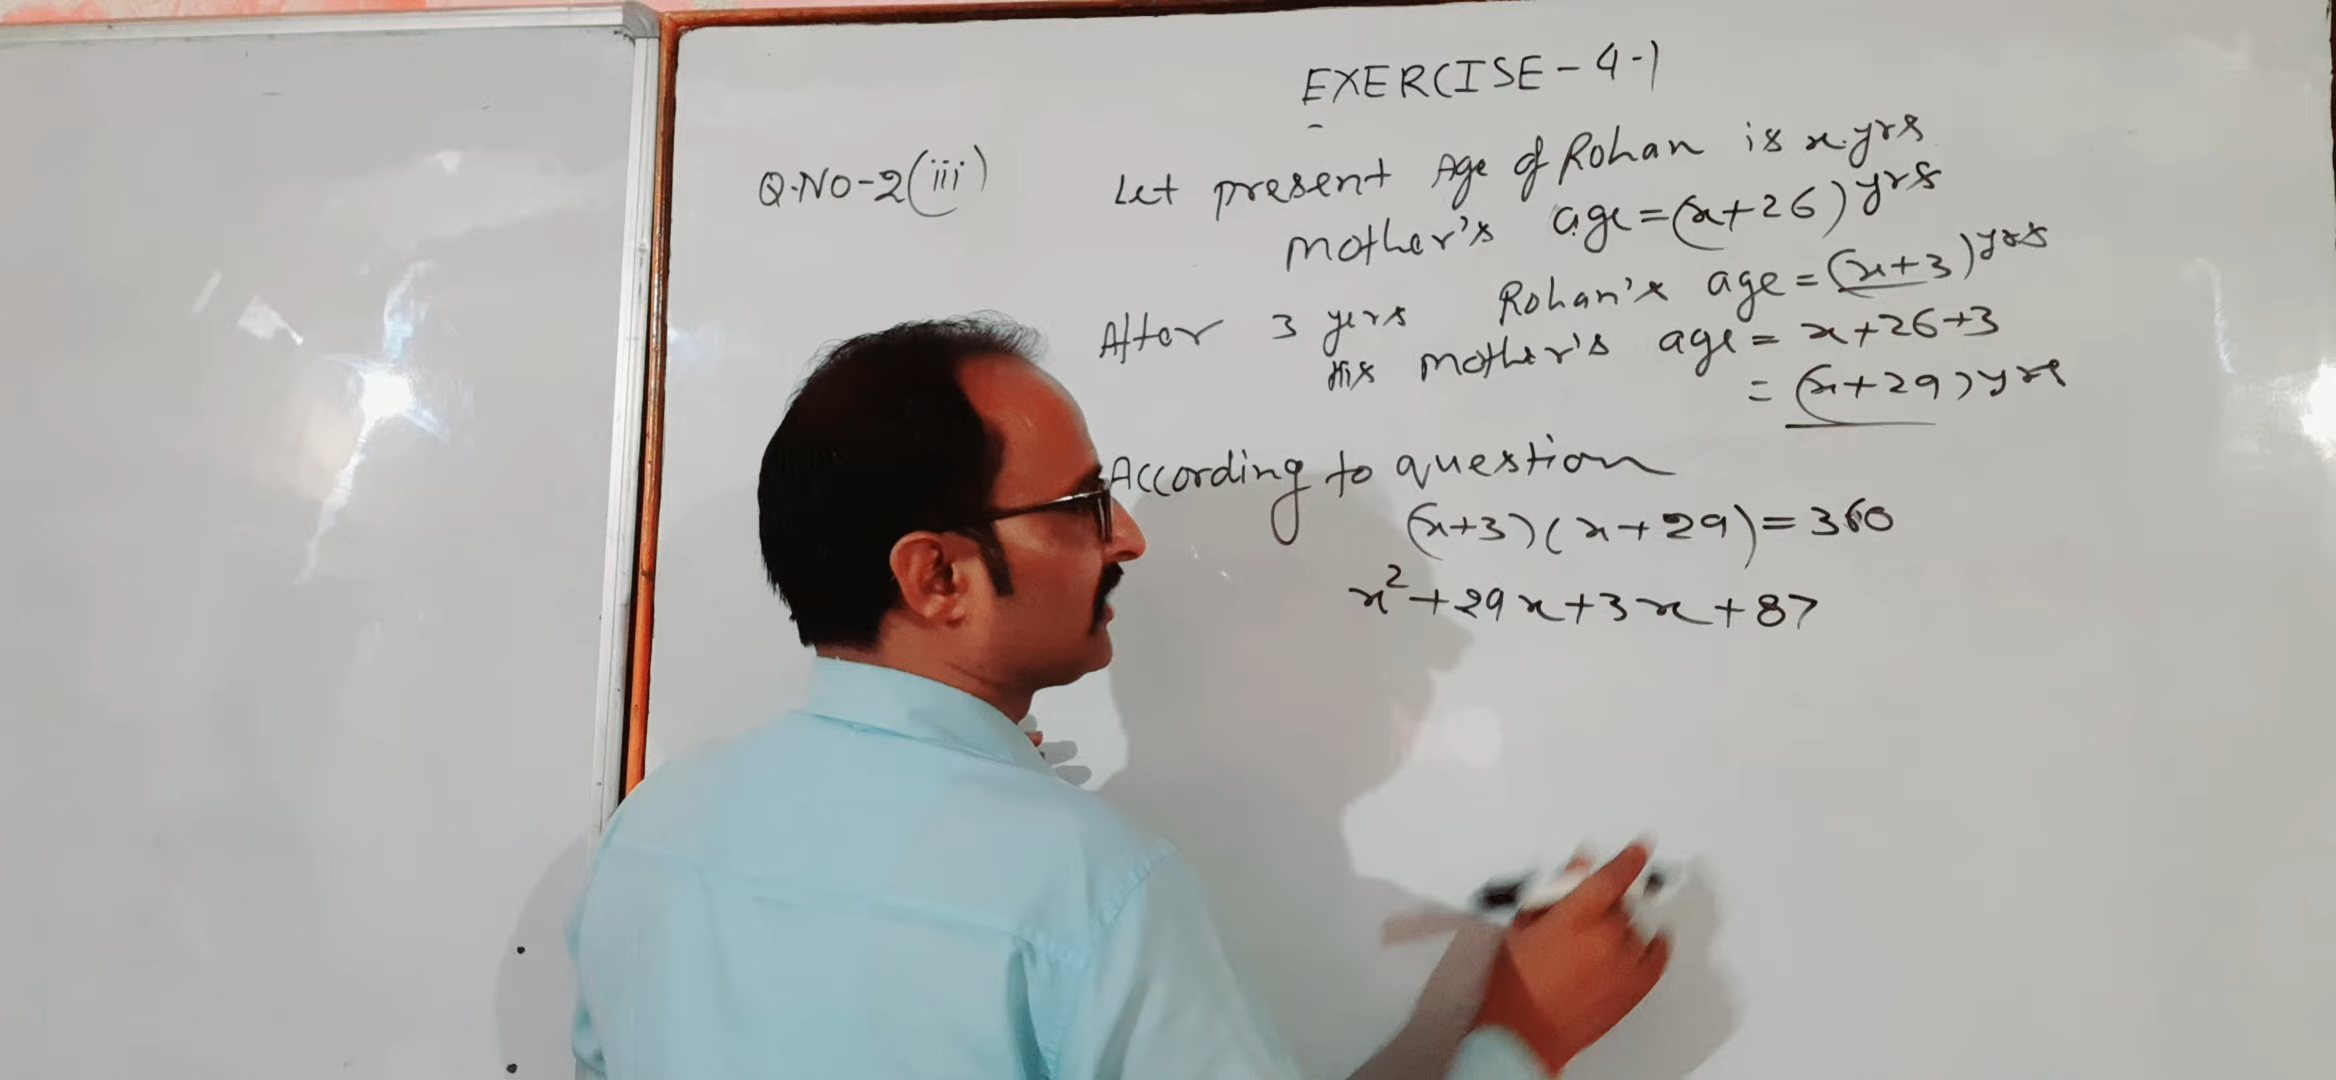 EXERCISE-4.1
Q.NO-2(iii)
Let present Age of Rohan is x yrs
mother's age=(x+26)yrs
After 3 yers Rohan's age=(x+3)yrs
His mother's age = x+26+3
= (x+29)yrs
According to question
(x+3)(x+29)=360
x²+29x+3x+87